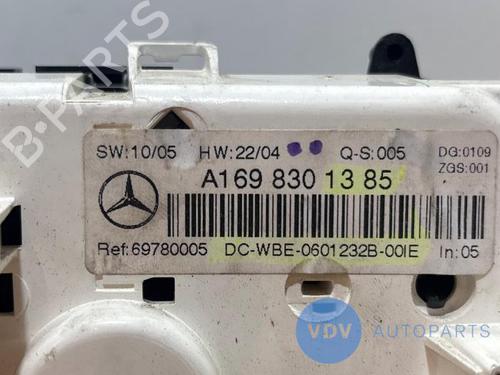 B-PARTS
SW:10/05 HW:22/04 Q-S:005 DG:0109
ZGS:001
A169 830 13 85
Ref:69780005 DC-WBE-0601232B-00IE In:05
VDV AUTOPARTS